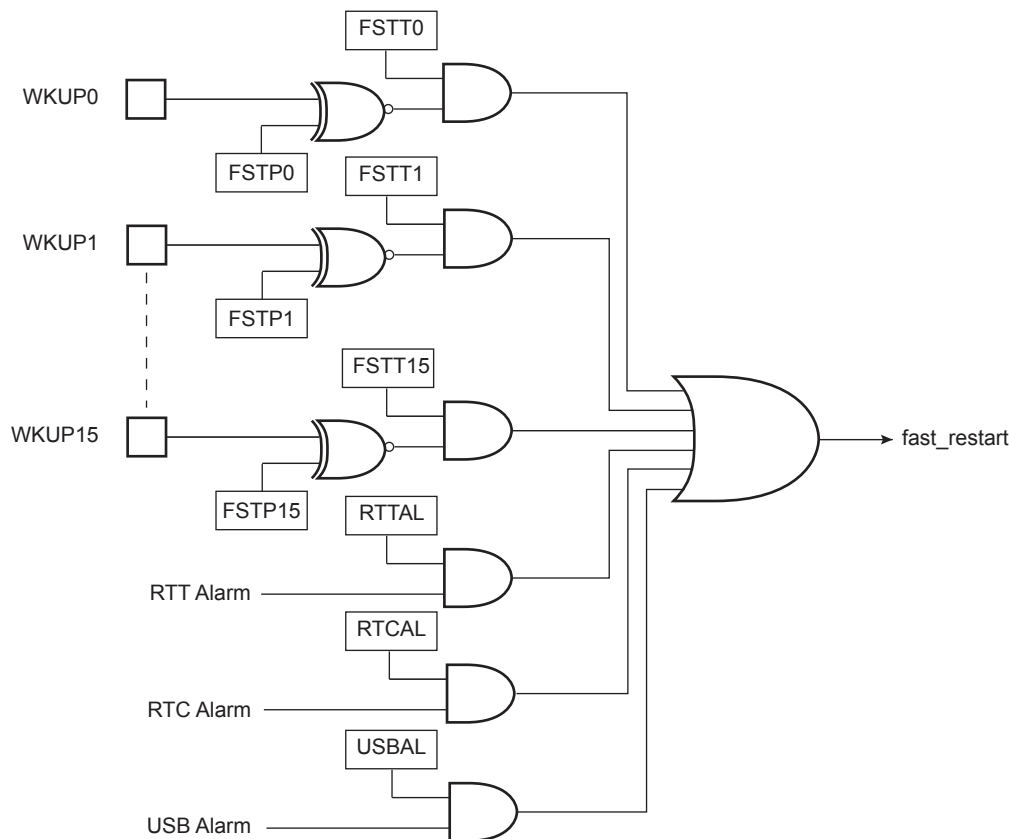 FSTT0
WKUP0
FSTP0
FSTT1
WKUP1
FSTP1
FSTT15
WKUP15
fast_restart
FSTP15
RTTAL
RTT Alarm
RTCAL
RTC Alarm
USBAL
USB Alarm